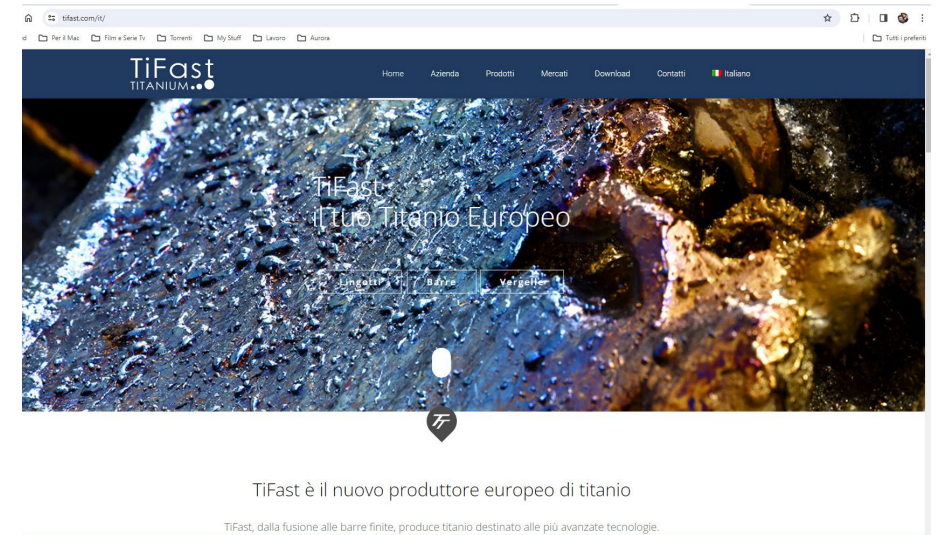 tifast.com/it/
Per il Mac Film e Serie Tv Torrenti My Stuff Lavoro Aurora Tutti i preferiti
TiFast
TITANIUM
Home Azienda Prodotti Mercati Download Contatti Italiano
TiFast
il tuo Titanio Europeo
Lingotti Barre Vergelle
TF
TiFast è il nuovo produttore europeo di titanio
TiFast, dalla fusione alle barre finite, produce titanio destinato alle più avanzate tecnologie.